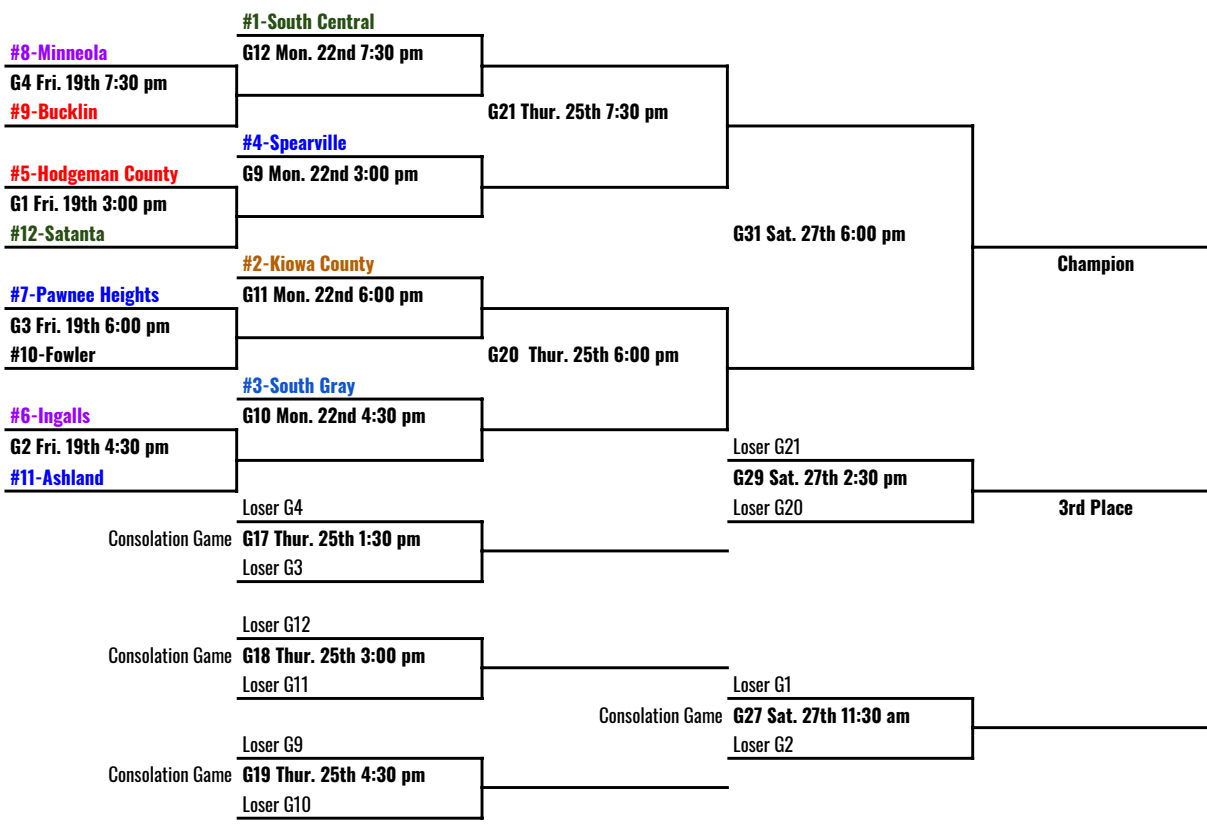 #1-South Central
#8-Minneola
G12 Mon. 22nd 7:30 pm
G4 Fri. 19th 7:30 pm
#9-Bucklin
G21 Thur. 25th 7:30 pm
#4-Spearville
#5-Hodgeman County
G9 Mon. 22nd 3:00 pm
G1 Fri. 19th 3:00 pm
#12-Satanta
G31 Sat. 27th 6:00 pm
#2-Kiowa County
Champion
#7-Pawnee Heights
G11 Mon. 22nd 6:00 pm
G3 Fri. 19th 6:00 pm
#10-Fowler
G20 Thur. 25th 6:00 pm
#3-South Gray
#6-Ingalls
G10 Mon. 22nd 4:30 pm
G2 Fri. 19th 4:30 pm
Loser G21
#11-Ashland
G29 Sat. 27th 2:30 pm
Loser G4
Loser G20
3rd Place
Consolation Game G17 Thur. 25th 1:30 pm
Loser G3
Loser G12
Consolation Game G18 Thur. 25th 3:00 pm
Loser G11
Loser G1
Consolation Game G27 Sat. 27th 11:30 am
Loser G9
Loser G2
Consolation Game G19 Thur. 25th 4:30 pm
Loser G10